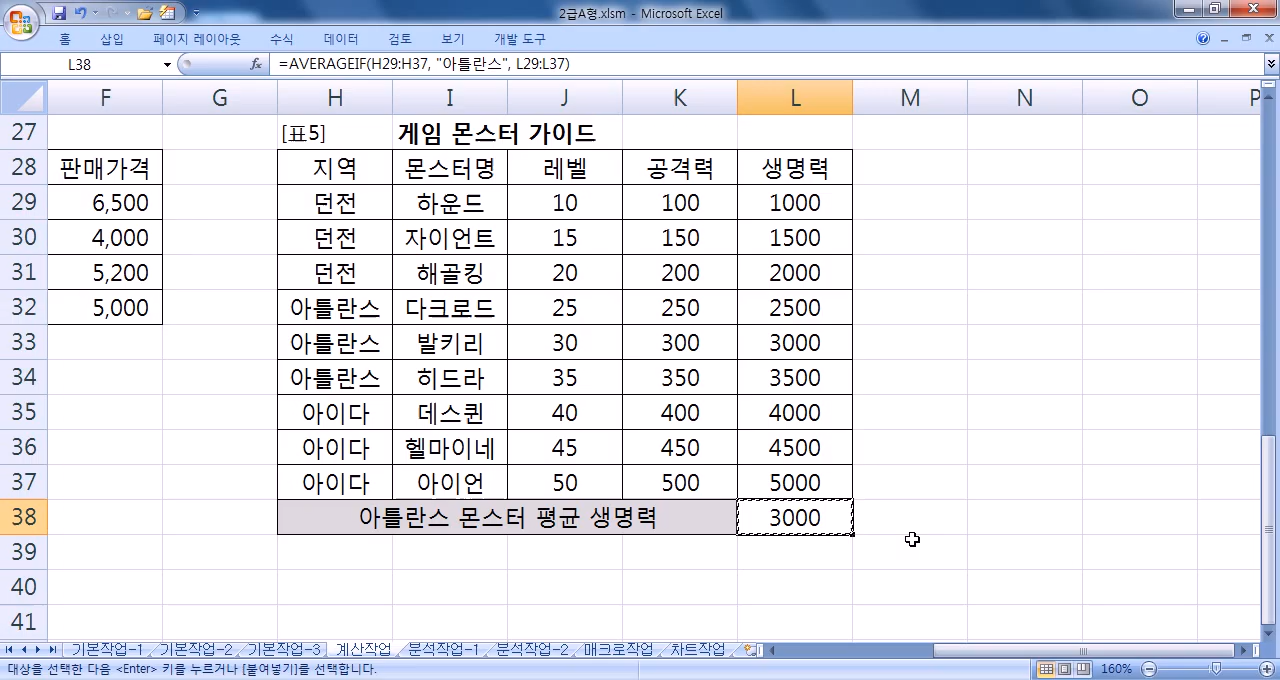 2급A형.xlsm - Microsoft Excel
홈 삽입 페이지 레이아웃 수식 데이터 검토 보기 개발 도구
L38 fx =AVERAGEIF(H29:H37, "아틀란스", L29:L37)
F G H I J K L M N O P
27 [표5] 게임 몬스터 가이드
28 판매가격 지역 몬스터명 레벨 공격력 생명력
29 6,500 던전 하운드 10 100 1000
30 4,000 던전 자이언트 15 150 1500
31 5,200 던전 해골킹 20 200 2000
32 5,000 아틀란스 다크로드 25 250 2500
33 아틀란스 발키리 30 300 3000
34 아틀란스 히드라 35 350 3500
35 아이다 데스퀸 40 400 4000
36 아이다 헬마이네 45 450 4500
37 아이다 아이언 50 500 5000
38 아틀란스 몬스터 평균 생명력 3000
39
40
41
기본작업-1 기본작업-2 기본작업-3 계산작업 분석작업-1 분석작업-2 매크로작업 차트작업
대상을 선택한 다음 <Enter> 키를 누르거나 [붙여넣기]를 선택합니다. 160%